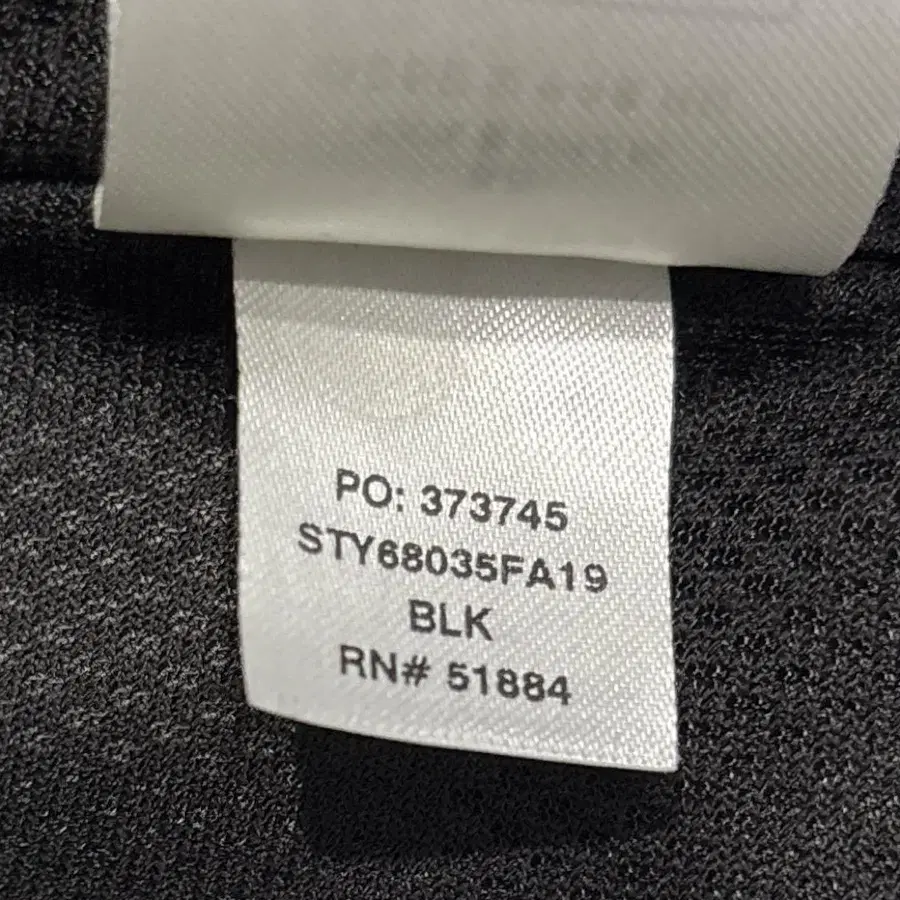 PO: 373745
STY68035FA19
BLK
RN# 51884